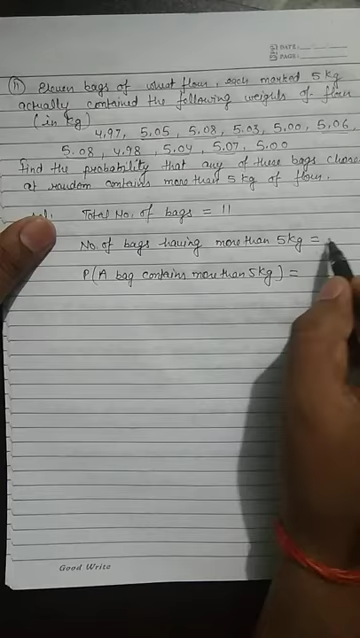 DATE:
PAGE:
(11) Eleven bags of wheat flour, each marked 5kg
actually contained the following weights of flour
(in kg)
4.97, 5.05, 5.08, 5.03, 5.00, 5.06,
5.08, 4.98, 5.04, 5.07, 5.00
Find the probability that any of these bags chose
at random contains more than 5 kg of flour.
Total No. of bags = 11
No. of bags having more than 5kg =
P(A bag contains more than 5kg) =
Good Write